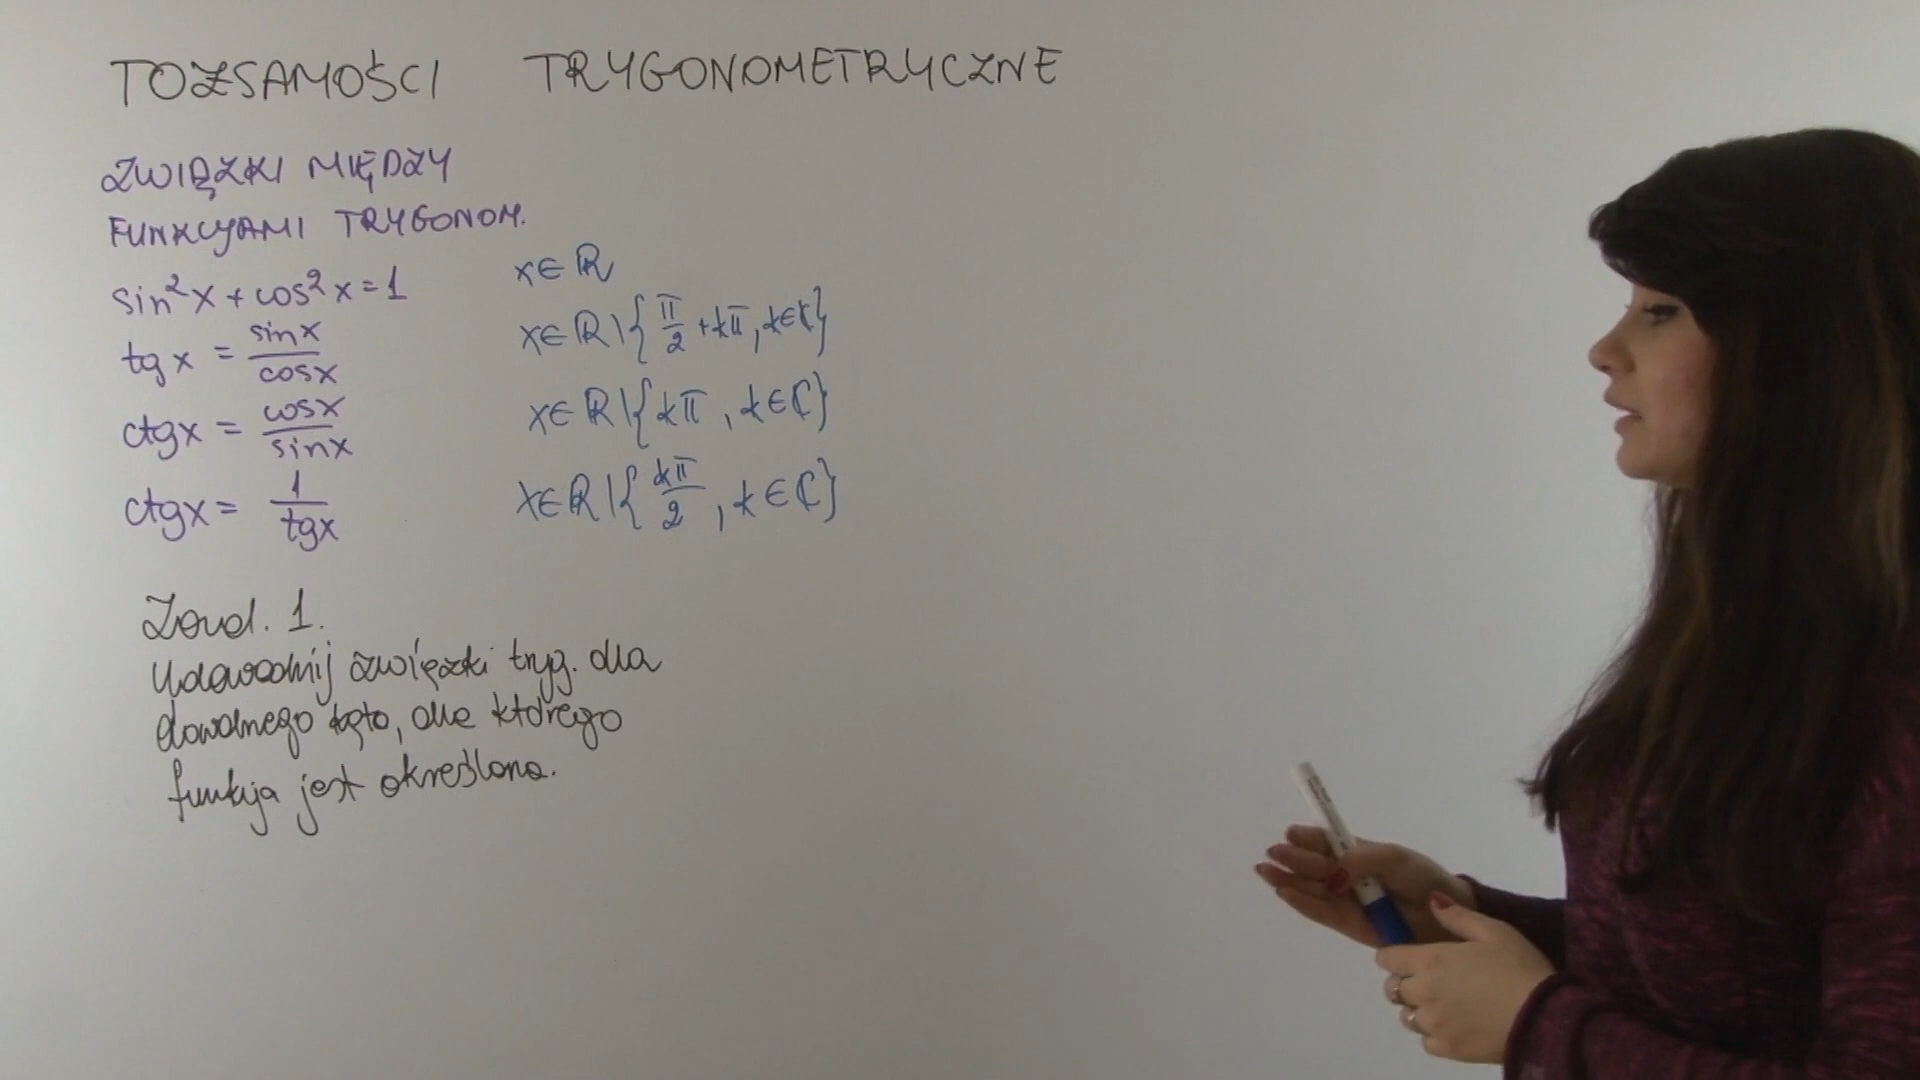 TOŻSAMOŚCI TRYGONOMETRYCZNE
ZWIĄZKI MIĘDZY
FUNKCJAMI TRYGONOM.
sin²x + cos²x = 1 x∈ℝ
tg x = sinx/cosx x∈ℝ\{π/2 + kπ, k∈ℂ}
ctgx = cosx/sinx x∈ℝ\{kπ, k∈ℂ}
ctgx = 1/tgx x∈ℝ\{kπ/2, k∈ℂ}
Zad. 1.
Udowodnij związki tryg. dla
dowolnego kąta, dla którego
funkcja jest określona.